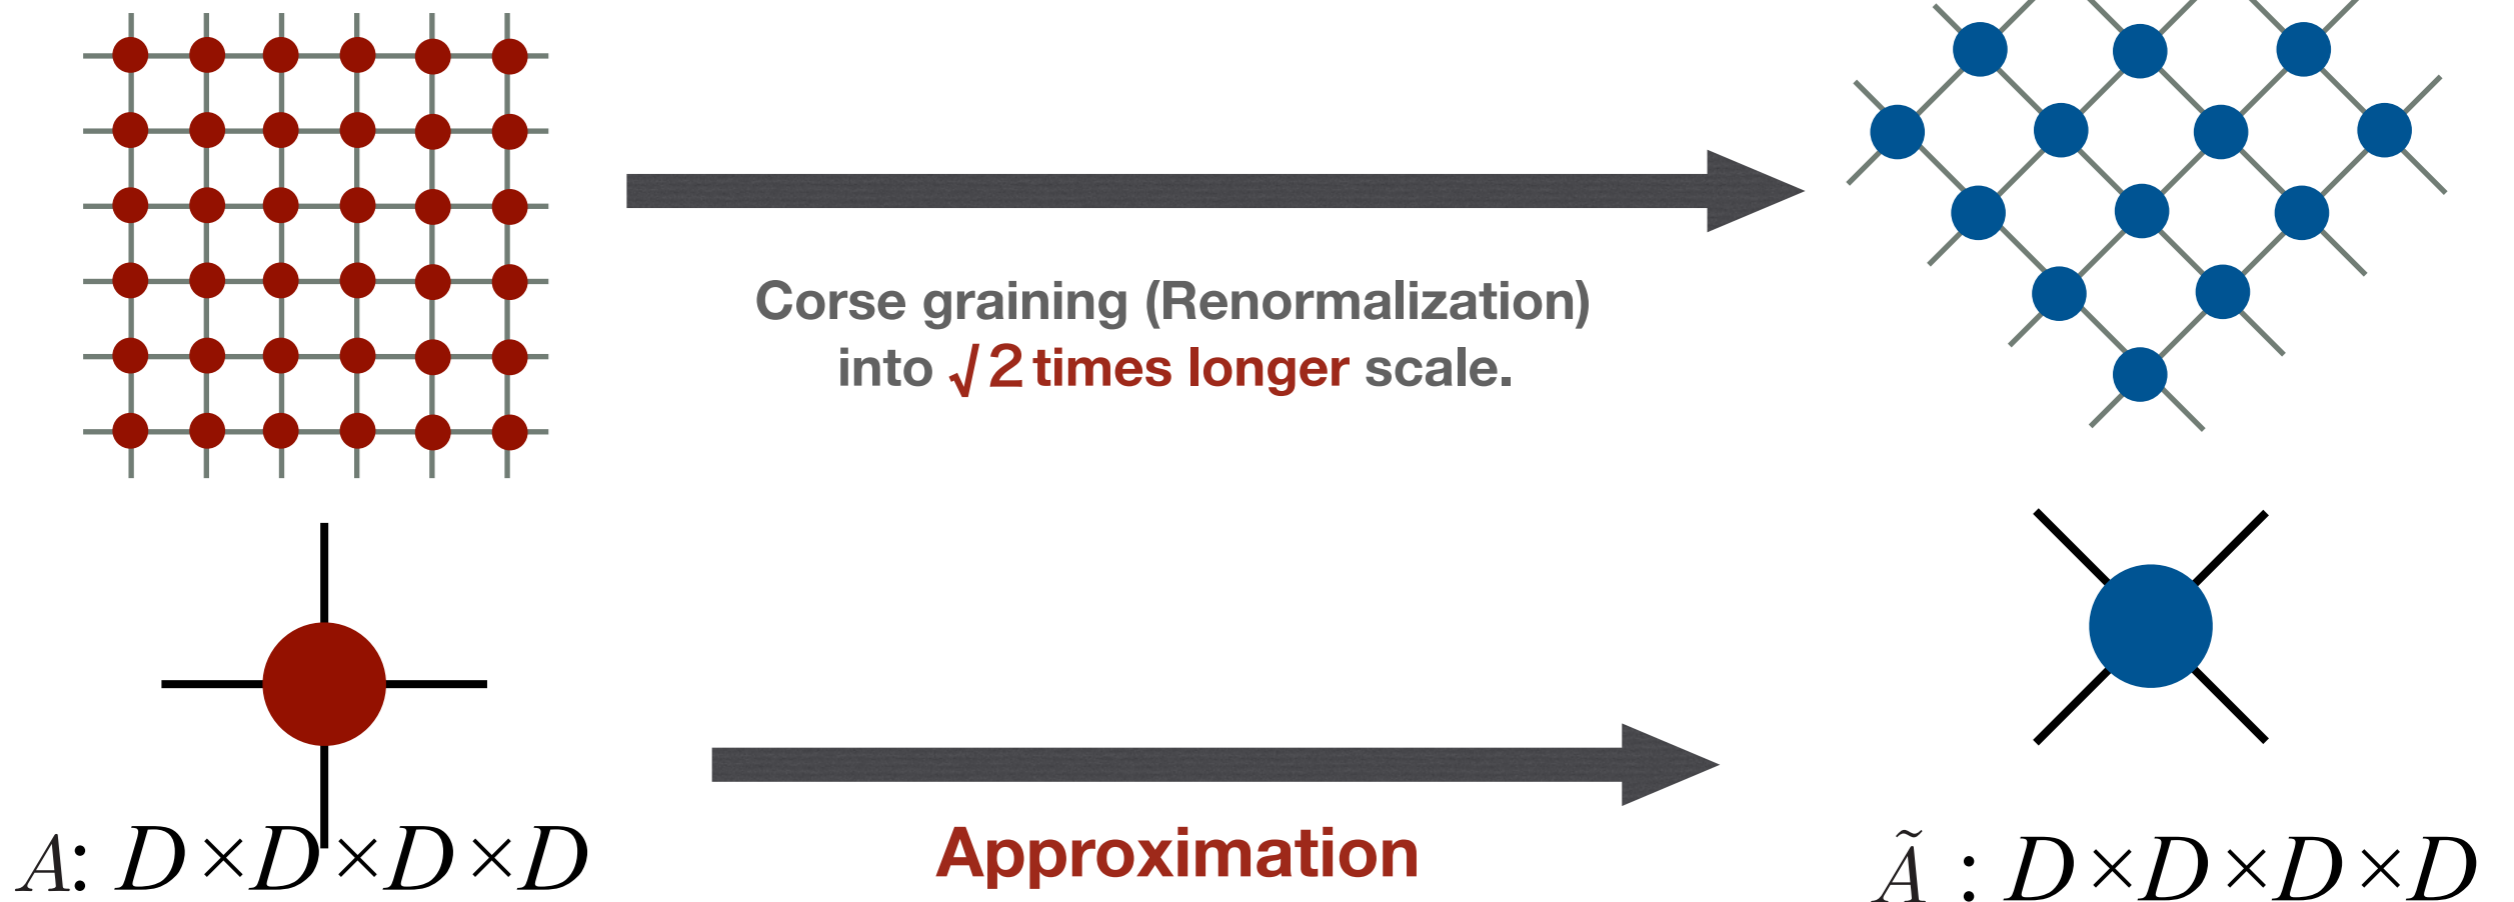 Corse graining (Renormalization)
into √2 times longer scale.
A: D×D×D×D
Approximation
Ã : D×D×D×D